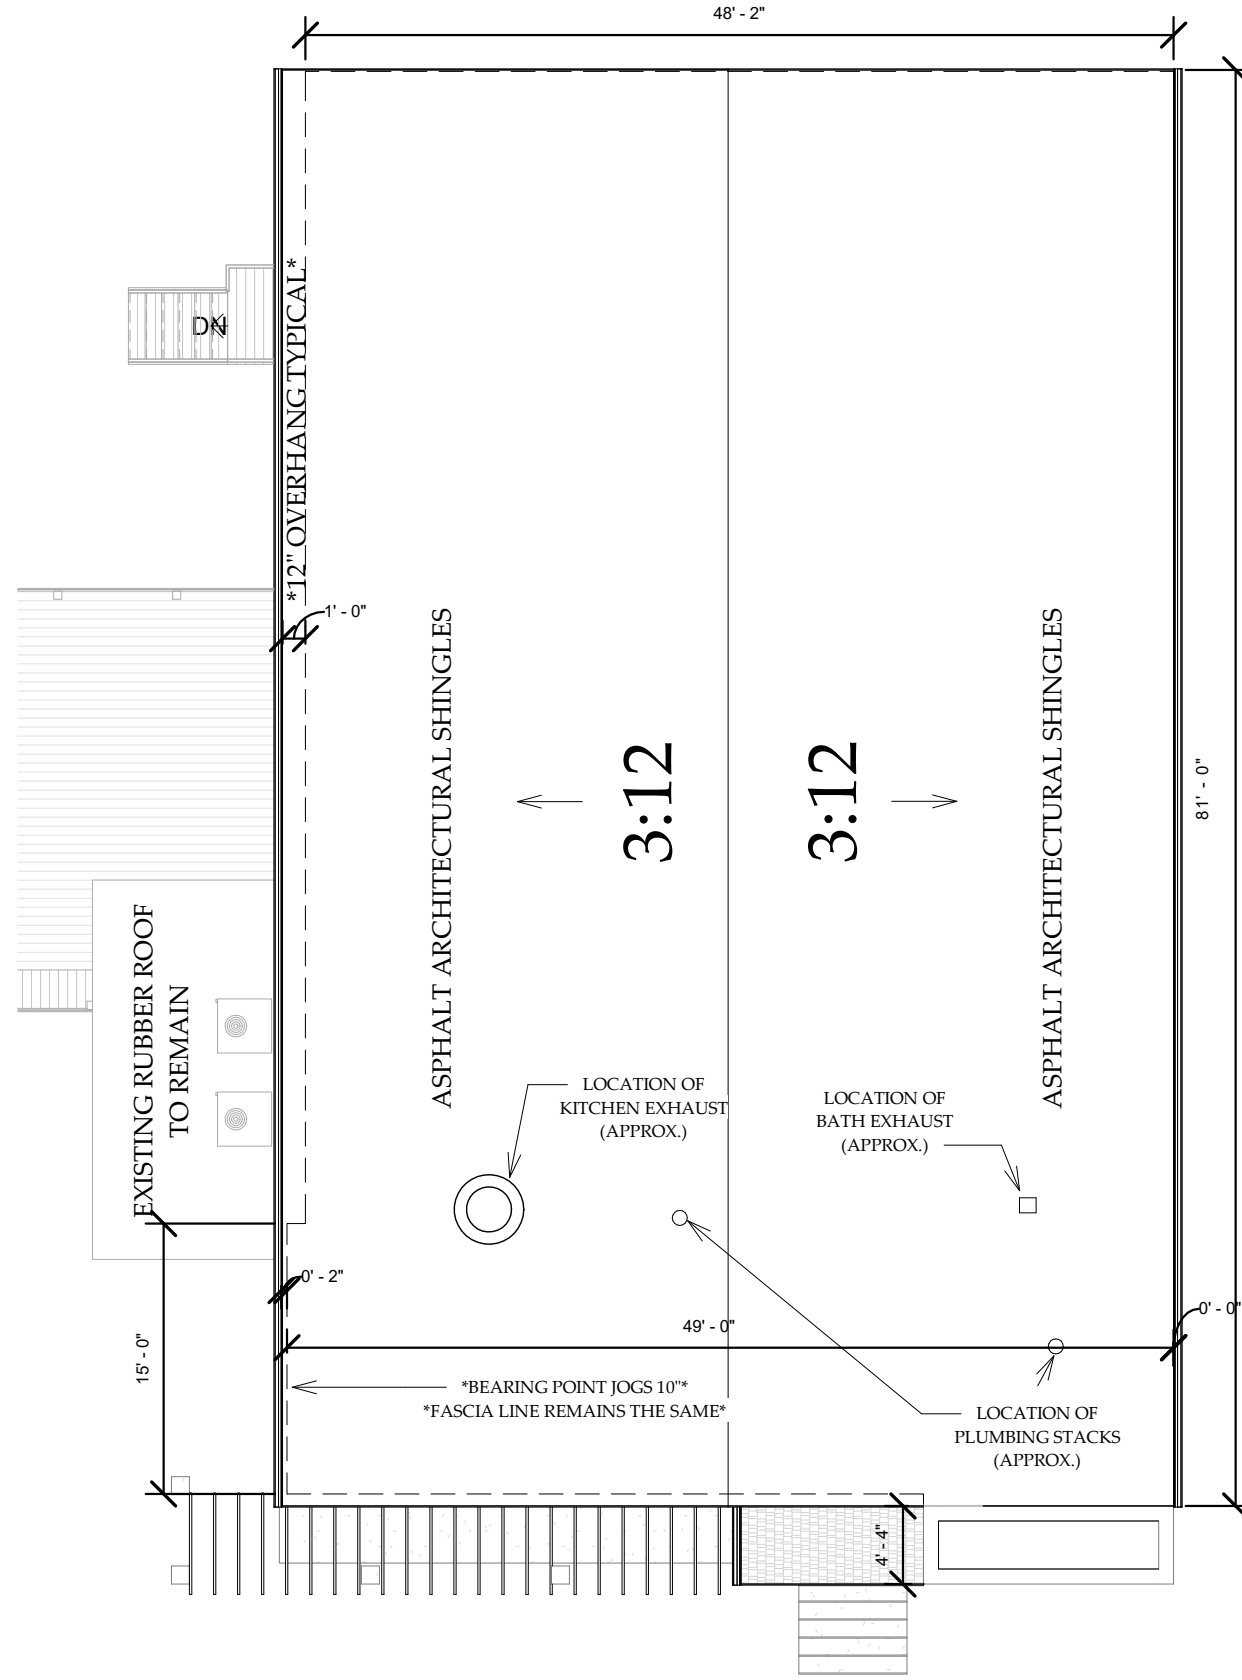 48' - 2"
*12" OVERHANG TYPICAL*
DN
1' - 0"
ASPHALT ARCHITECTURAL SHINGLES
3:12
3:12
ASPHALT ARCHITECTURAL SHINGLES
81' - 0"
EXISTING RUBBER ROOF
TO REMAIN
LOCATION OF
KITCHEN EXHAUST
(APPROX.)
LOCATION OF
BATH EXHAUST
(APPROX.)
0' - 2"
15' - 0"
49' - 0"
0' - 0"
*BEARING POINT JOGS 10"*
*FASCIA LINE REMAINS THE SAME*
LOCATION OF
PLUMBING STACKS
(APPROX.)
4' - 4"